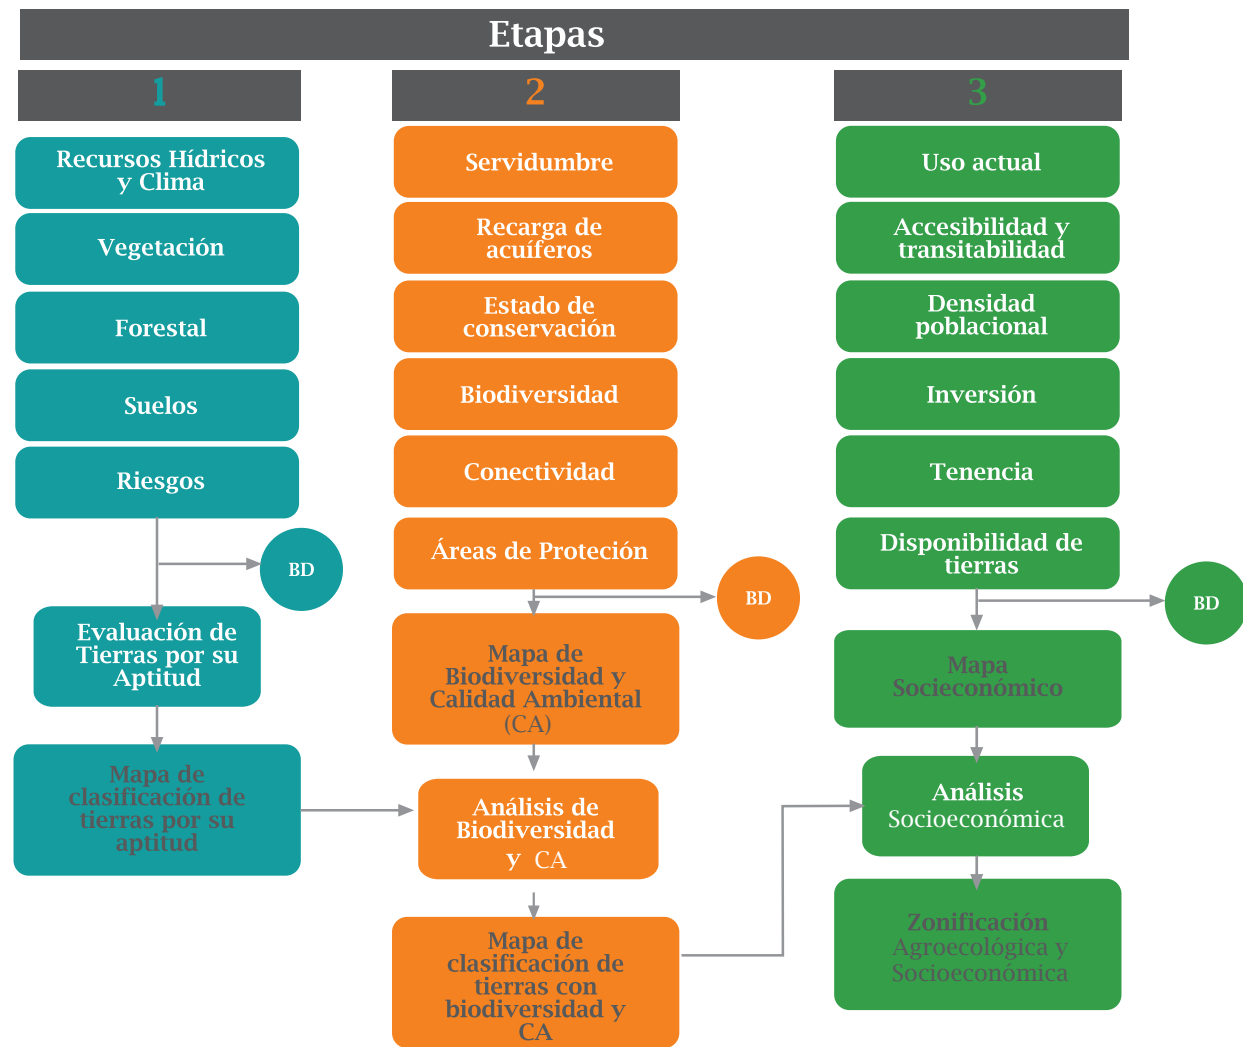 Etapas
1
Recursos Hídricos
y Clima
Vegetación
Forestal
Suelos
Riesgos
BD
Evaluación de
Tierras por su
Aptitud
Mapa de
clasificación de
tierras por su
aptitud
2
Servidumbre
Recarga de
acuíferos
Estado de
conservación
Biodiversidad
Conectividad
Áreas de Proteción
BD
Mapa de
Biodiversidad y
Calidad Ambiental
(CA)
Análisis de
Biodiversidad
y CA
Mapa de
clasificación de
tierras con
biodiversidad y
CA
3
Uso actual
Accesibilidad y
transitabilidad
Densidad
poblacional
Inversión
Tenencia
Disponibilidad de
tierras
BD
Mapa
Socieconómico
Análisis
Socioeconómica
Zonificación
Agroecológica y
Socioeconómica